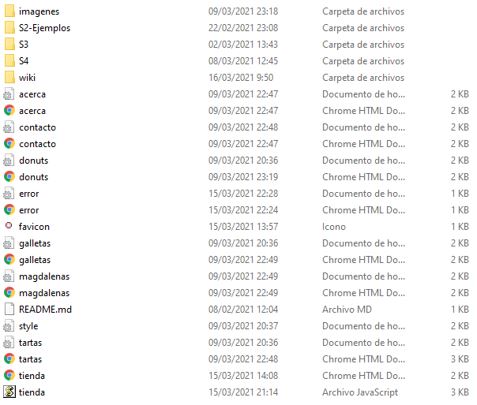 imagenes 09/03/2021 23:18 Carpeta de archivos
S2-Ejemplos 22/02/2021 23:08 Carpeta de archivos
S3 02/03/2021 13:43 Carpeta de archivos
S4 08/03/2021 12:45 Carpeta de archivos
wiki 16/03/2021 9:50 Carpeta de archivos
acerca 09/03/2021 22:47 Documento de ho... 2 KB
acerca 09/03/2021 22:47 Chrome HTML Do... 2 KB
contacto 09/03/2021 22:48 Documento de ho... 2 KB
contacto 09/03/2021 22:47 Chrome HTML Do... 2 KB
donuts 09/03/2021 20:36 Documento de ho... 2 KB
donuts 09/03/2021 23:19 Chrome HTML Do... 2 KB
error 15/03/2021 22:28 Documento de ho... 1 KB
error 15/03/2021 22:24 Chrome HTML Do... 1 KB
favicon 15/03/2021 13:57 Icono 1 KB
galletas 09/03/2021 20:36 Documento de ho... 2 KB
galletas 09/03/2021 22:49 Chrome HTML Do... 2 KB
magdalenas 09/03/2021 22:49 Documento de ho... 2 KB
magdalenas 09/03/2021 22:49 Chrome HTML Do... 2 KB
README.md 08/02/2021 12:04 Archivo MD 1 KB
style 09/03/2021 20:37 Documento de ho... 2 KB
tartas 09/03/2021 20:36 Documento de ho... 2 KB
tartas 09/03/2021 22:48 Chrome HTML Do... 3 KB
tienda 15/03/2021 14:08 Chrome HTML Do... 2 KB
tienda 15/03/2021 21:14 Archivo JavaScript 3 KB